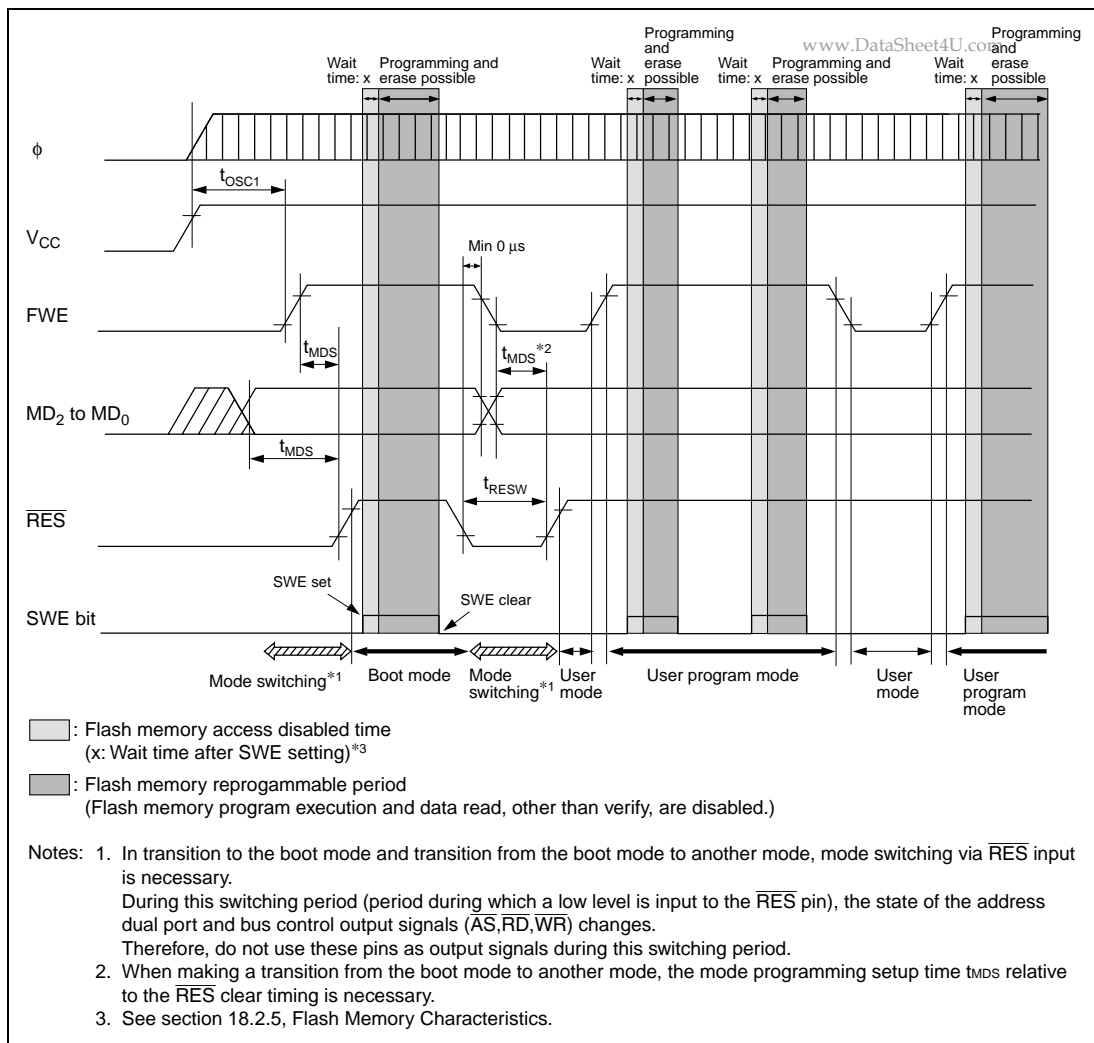 www.DataSheet4U.com
Wait time: x
Programming and erase possible
Wait time: x
Programming and erase possible
Wait time: x
Programming and erase possible
Wait time: x
Programming and erase possible
ϕ
tOSC1
VCC
Min 0 µs
FWE
tMDS
tMDS*2
MD2 to MD0
tMDS
tRESW
RES
SWE set
SWE clear
SWE bit
Mode switching*1
Boot mode
Mode switching*1
User mode
User program mode
User mode
User program mode
: Flash memory access disabled time
(x: Wait time after SWE setting)*3
: Flash memory reprogammable period
(Flash memory program execution and data read, other than verify, are disabled.)
Notes: 1. In transition to the boot mode and transition from the boot mode to another mode, mode switching via RES input
is necessary.
During this switching period (period during which a low level is input to the RES pin), the state of the address
dual port and bus control output signals (AS,RD,WR) changes.
Therefore, do not use these pins as output signals during this switching period.
2. When making a transition from the boot mode to another mode, the mode programming setup time tMDS relative
to the RES clear timing is necessary.
3. See section 18.2.5, Flash Memory Characteristics.